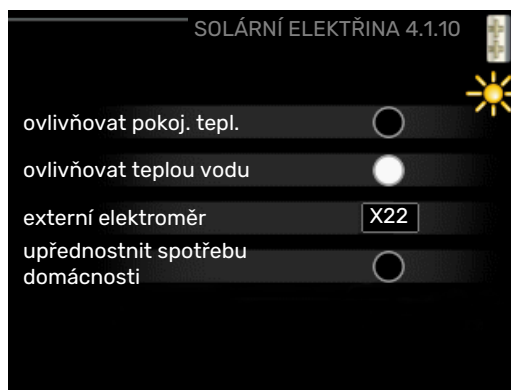 SOLÁRNÍ ELEKTŘINA 4.1.10
ovlivňovat pokoj. tepl.
ovlivňovat teplou vodu
externí elektroměr X22
upřednostnit spotřebu
domácnosti